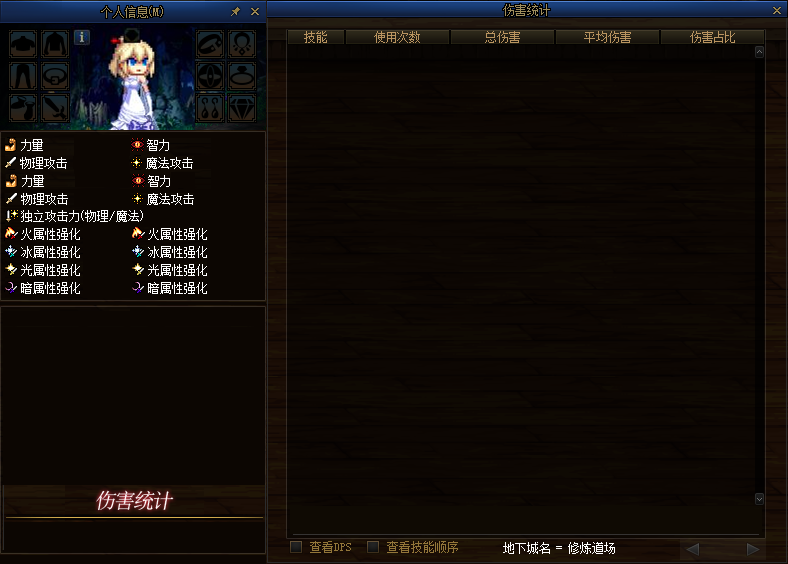 个人信息(M)
力量 智力
物理攻击 魔法攻击
力量 智力
物理攻击 魔法攻击
独立攻击力(物理/魔法)
火属性强化 火属性强化
冰属性强化 冰属性强化
光属性强化 光属性强化
暗属性强化 暗属性强化
伤害统计
伤害统计
技能 使用次数 总伤害 平均伤害 伤害占比
查看DPS 查看技能顺序 地下城名 = 修炼道场